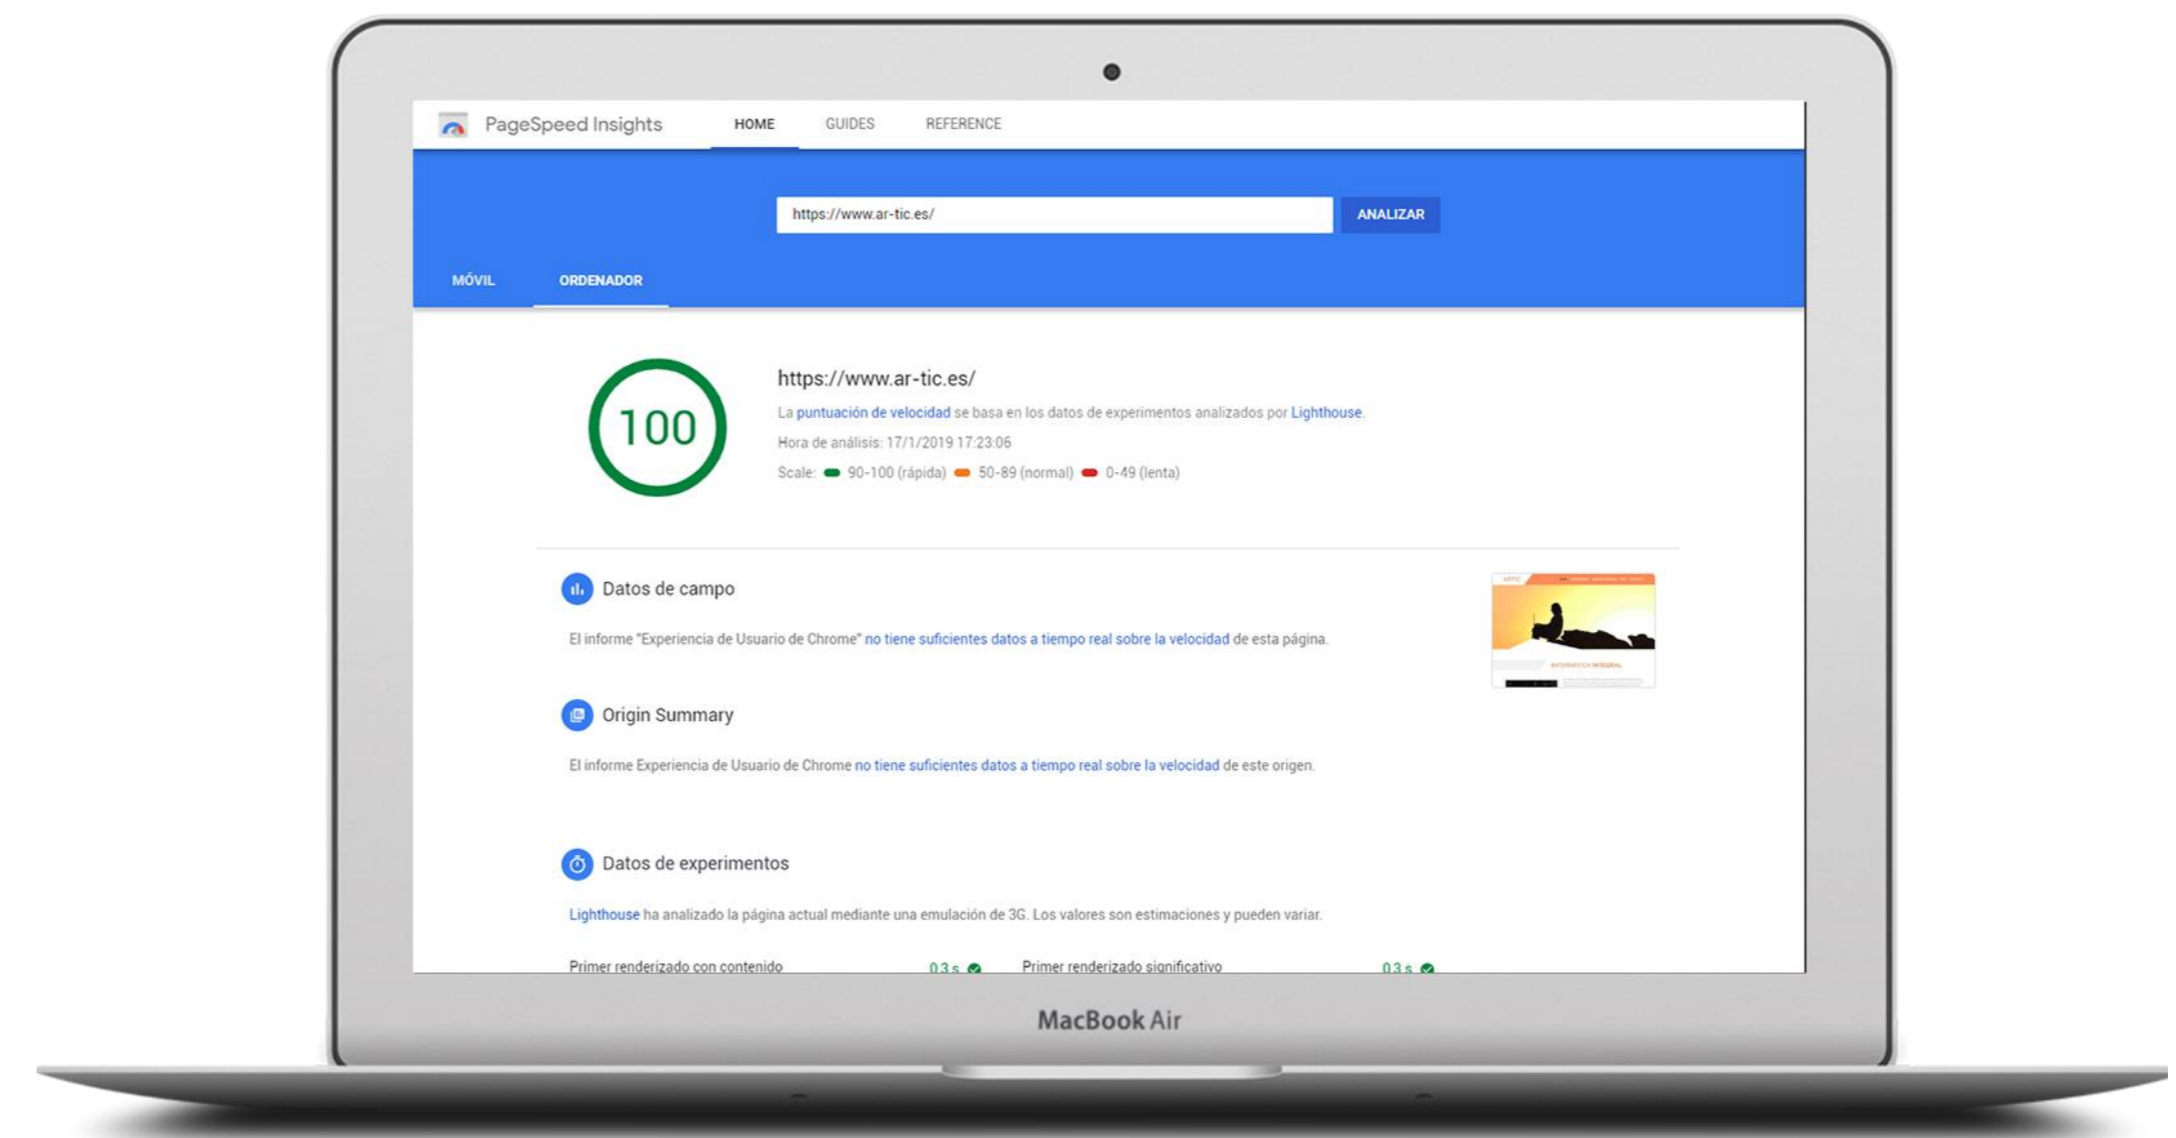 PageSpeed Insights HOME GUIDES REFERENCE
https://www.ar-tic.es/ ANALIZAR
MÓVIL ORDENADOR
100
https://www.ar-tic.es/
La puntuación de velocidad se basa en los datos de experimentos analizados por Lighthouse.
Hora de análisis: 17/1/2019 17:23:06
Scale: 90-100 (rápida) 50-89 (normal) 0-49 (lenta)
Datos de campo
El informe "Experiencia de Usuario de Chrome" no tiene suficientes datos a tiempo real sobre la velocidad de esta página.
ARTIC
INFORMÁTICA INTEGRAL
Origin Summary
El informe Experiencia de Usuario de Chrome no tiene suficientes datos a tiempo real sobre la velocidad de este origen.
Datos de experimentos
Lighthouse ha analizado la página actual mediante una emulación de 3G. Los valores son estimaciones y pueden variar.
Primer renderizado con contenido 0,3 s Primer renderizado significativo 0,3 s
MacBook Air